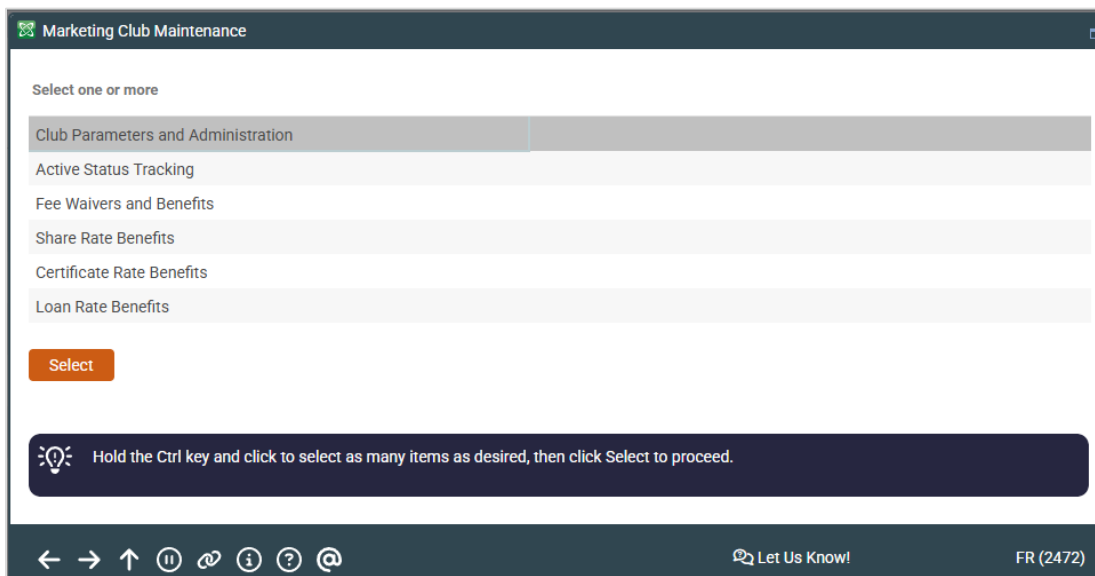 Marketing Club Maintenance
Select one or more
Club Parameters and Administration
Active Status Tracking
Fee Waivers and Benefits
Share Rate Benefits
Certificate Rate Benefits
Loan Rate Benefits
Select
Hold the Ctrl key and click to select as many items as desired, then click Select to proceed.
Let Us Know! FR (2472)